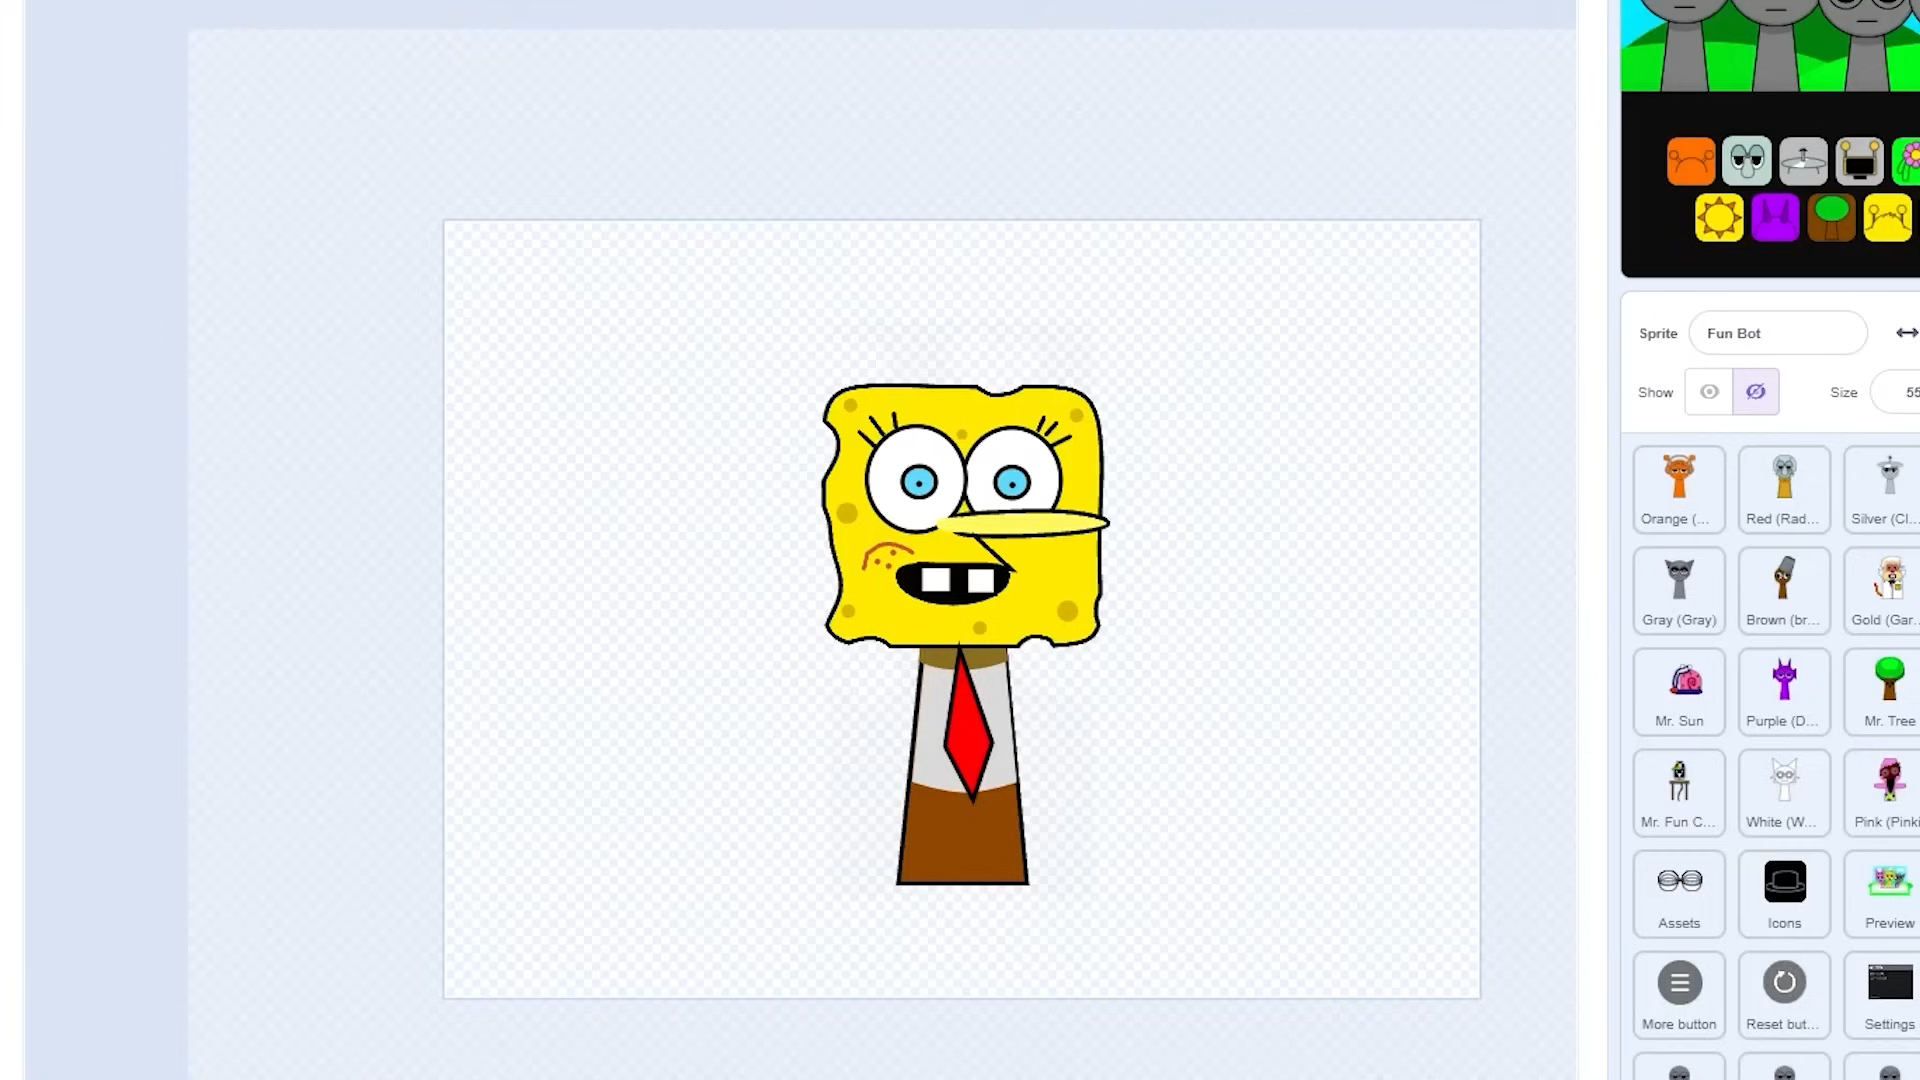 Sprite Fun Bot
Show Size 55
Orange (... Red (Rad... Silver (Cl...
Gray (Gray) Brown (br... Gold (Gar...
Mr. Sun Purple (D... Mr. Tree
Mr. Fun C... White (W... Pink (Pinki
Assets Icons Preview
More button Reset but... Settings